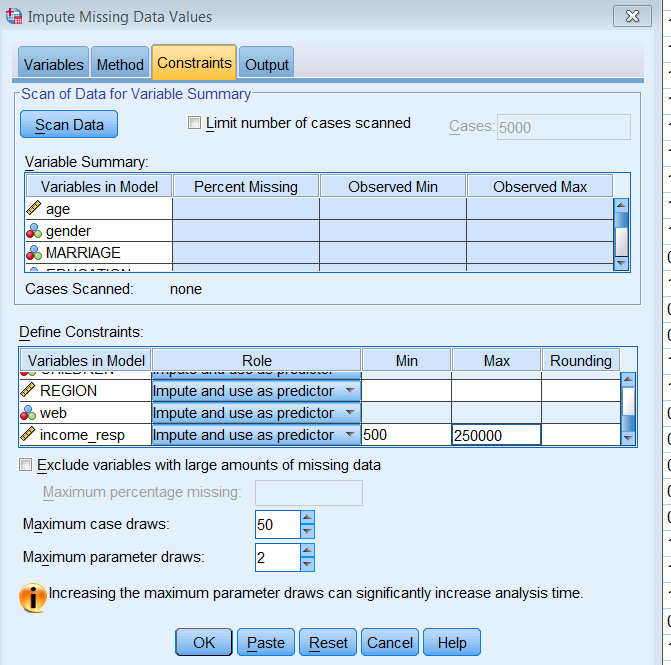 Impute Missing Data Values
Variables Method Constraints Output
Scan of Data for Variable Summary
Scan Data Limit number of cases scanned Cases: 5000
Variable Summary:
Variables in Model Percent Missing Observed Min Observed Max
age
gender
MARRIAGE
EDUCATION
Cases Scanned: none
Define Constraints:
Variables in Model Role Min Max Rounding
CHILDREN Impute and use as predictor
REGION Impute and use as predictor
web Impute and use as predictor
income_resp Impute and use as predictor 500 250000
Exclude variables with large amounts of missing data
Maximum percentage missing:
Maximum case draws: 50
Maximum parameter draws: 2
Increasing the maximum parameter draws can significantly increase analysis time.
OK Paste Reset Cancel Help